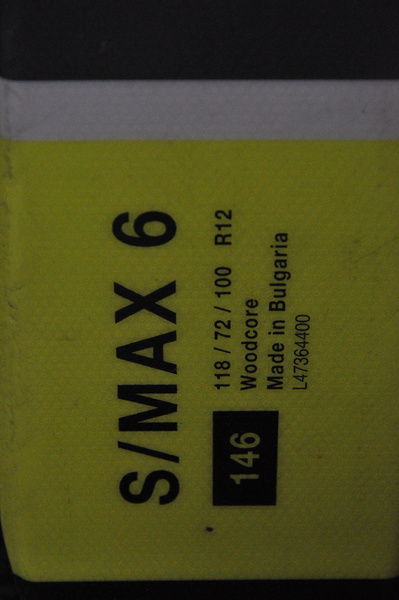 S/MAX 6
146
118 / 72 / 100 R12
Woodcore
Made in Bulgaria
L47364400